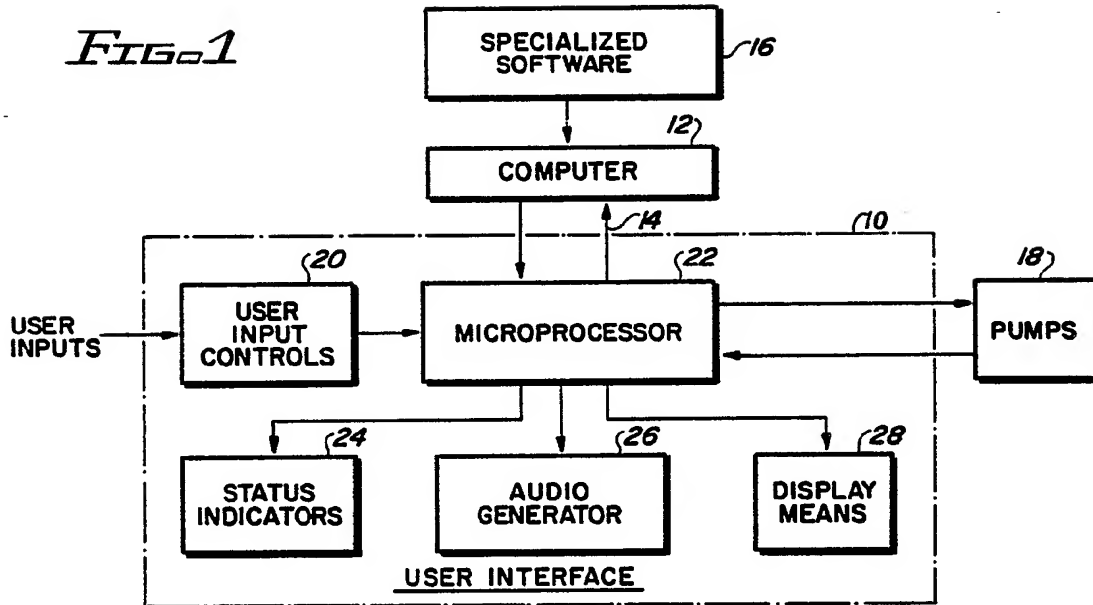 FIG. 1
SPECIALIZED
SOFTWARE
16
12
COMPUTER
14
10
20
22
18
USER
INPUTS
USER
INPUT
CONTROLS
MICROPROCESSOR
PUMPS
24
26
28
STATUS
INDICATORS
AUDIO
GENERATOR
DISPLAY
MEANS
USER INTERFACE